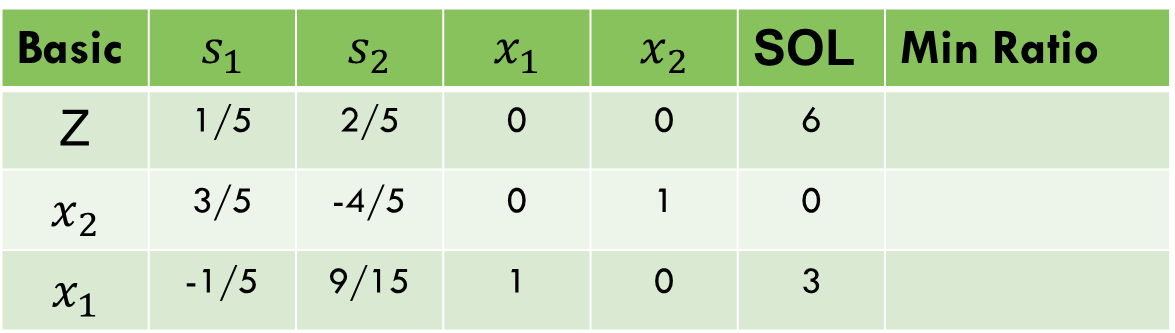 Basic s₁ s₂ x₁ x₂ SOL Min Ratio
Z 1/5 2/5 0 0 6
x₂ 3/5 -4/5 0 1 0
x₁ -1/5 9/15 1 0 3